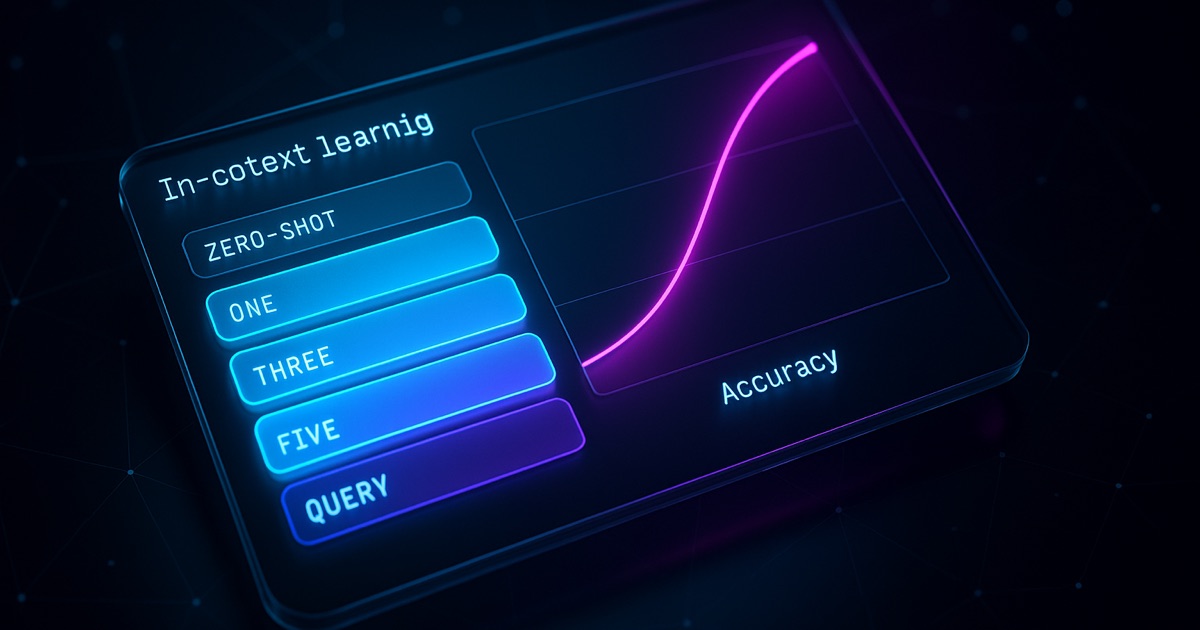 In-cotext learnig
ZERO-SHOT
ONE
THREE
FIVE
QUERY
Accuracy